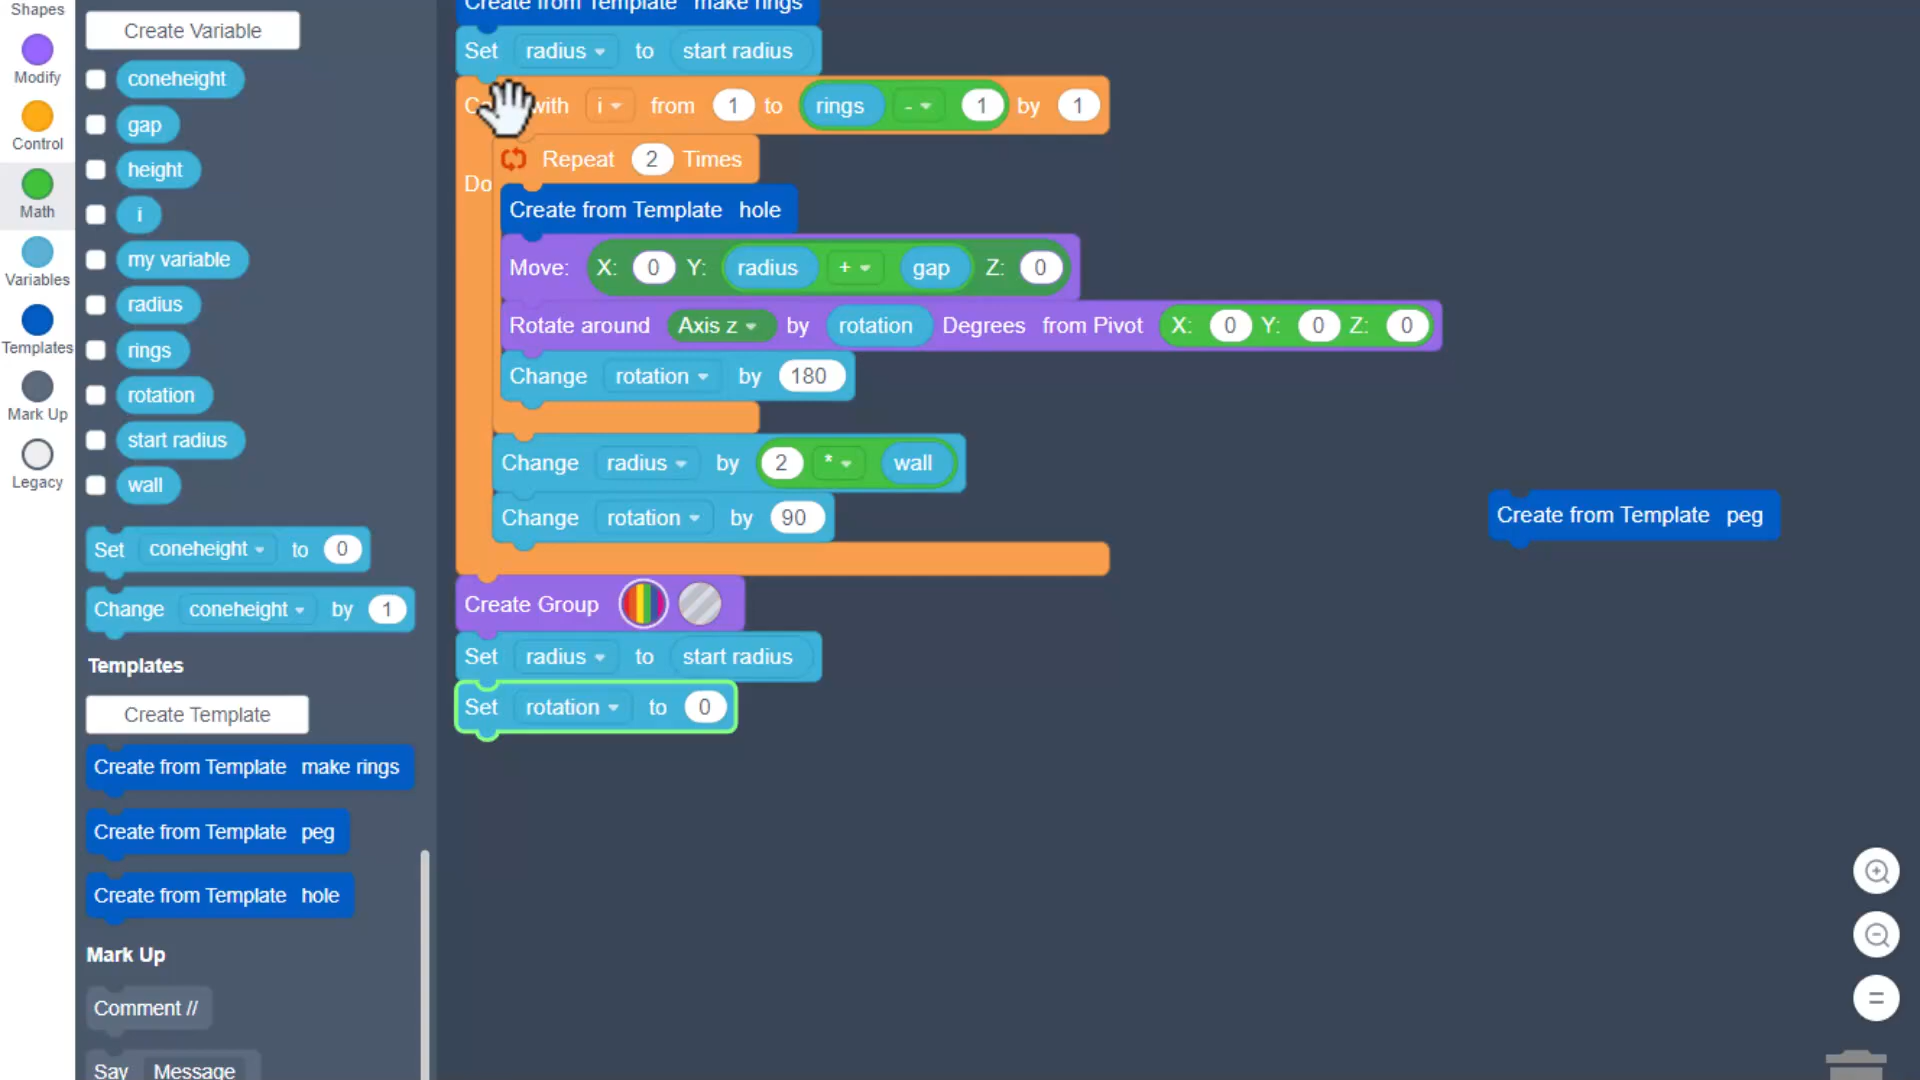 Shapes
Modify
Control
Math
Variables
Templates
Mark Up
Legacy
Create Variable
coneheight
gap
height
i
my variable
radius
rings
rotation
start radius
wall
Set coneheight to 0
Change coneheight by 1
Templates
Create Template
Create from Template make rings
Create from Template peg
Create from Template hole
Mark Up
Comment //
Say Message
Create from Template make rings
Set radius to start radius
with i from 1 to rings - 1 by 1
Do
Repeat 2 Times
Create from Template hole
Move: X: 0 Y: radius + gap Z: 0
Rotate around Axis z by rotation Degrees from Pivot X: 0 Y: 0 Z: 0
Change rotation by 180
Change radius by 2 * wall
Change rotation by 90
Create Group
Set radius to start radius
Set rotation to 0
Create from Template peg